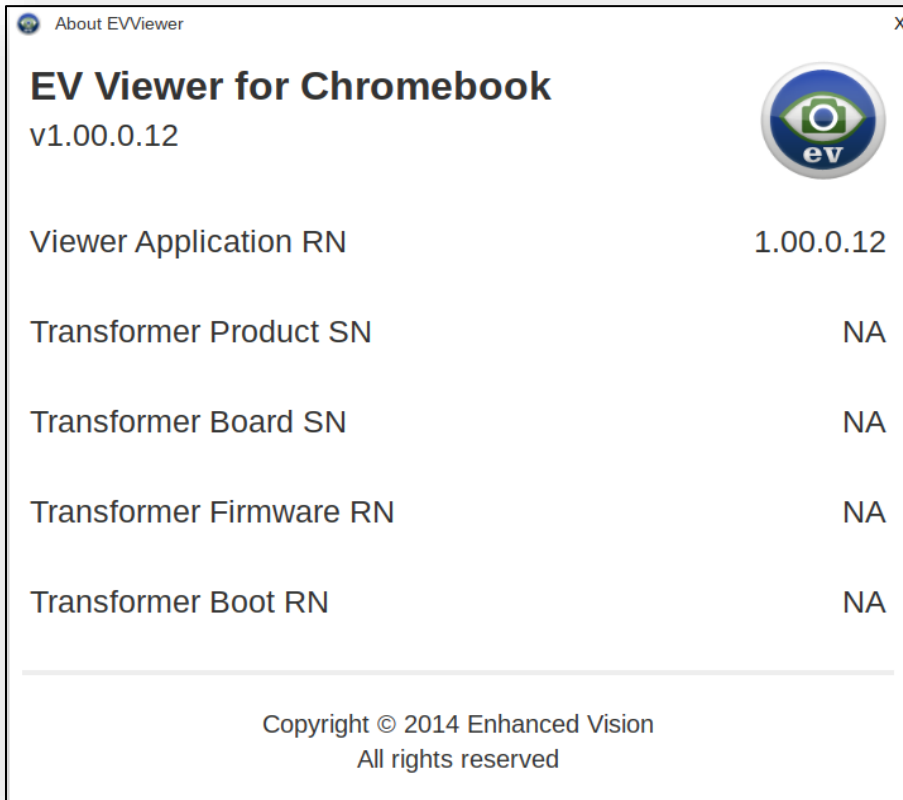 About EVViewer X
EV Viewer for Chromebook
v1.00.0.12
ev
Viewer Application RN 1.00.0.12
Transformer Product SN NA
Transformer Board SN NA
Transformer Firmware RN NA
Transformer Boot RN NA
Copyright © 2014 Enhanced Vision
All rights reserved